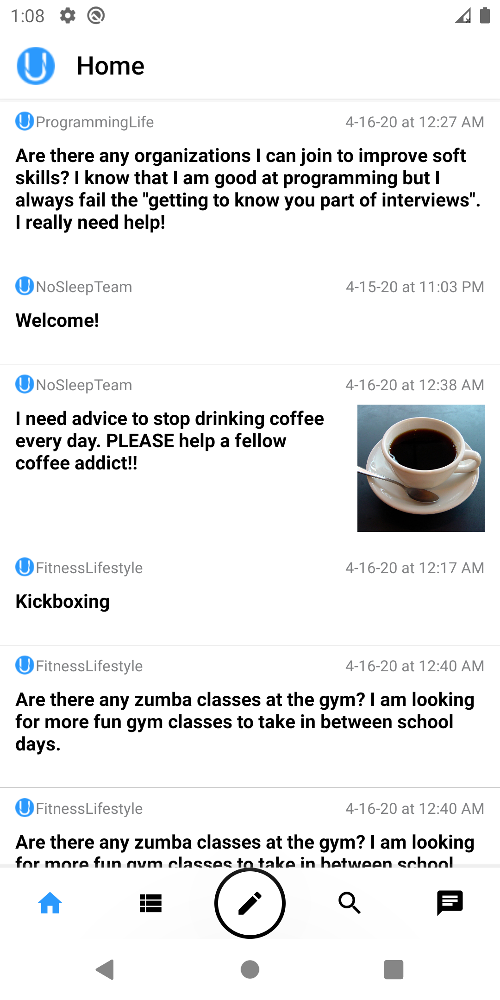 1:08
Home
ProgrammingLife 4-16-20 at 12:27 AM
Are there any organizations I can join to improve soft
skills? I know that I am good at programming but I
always fail the "getting to know you part of interviews".
I really need help!
NoSleepTeam 4-15-20 at 11:03 PM
Welcome!
NoSleepTeam 4-16-20 at 12:38 AM
I need advice to stop drinking coffee
every day. PLEASE help a fellow
coffee addict!!
FitnessLifestyle 4-16-20 at 12:17 AM
Kickboxing
FitnessLifestyle 4-16-20 at 12:40 AM
Are there any zumba classes at the gym? I am looking
for more fun gym classes to take in between school
days.
FitnessLifestyle 4-16-20 at 12:40 AM
Are there any zumba classes at the gym? I am looking
for more fun gym classes to take in between school